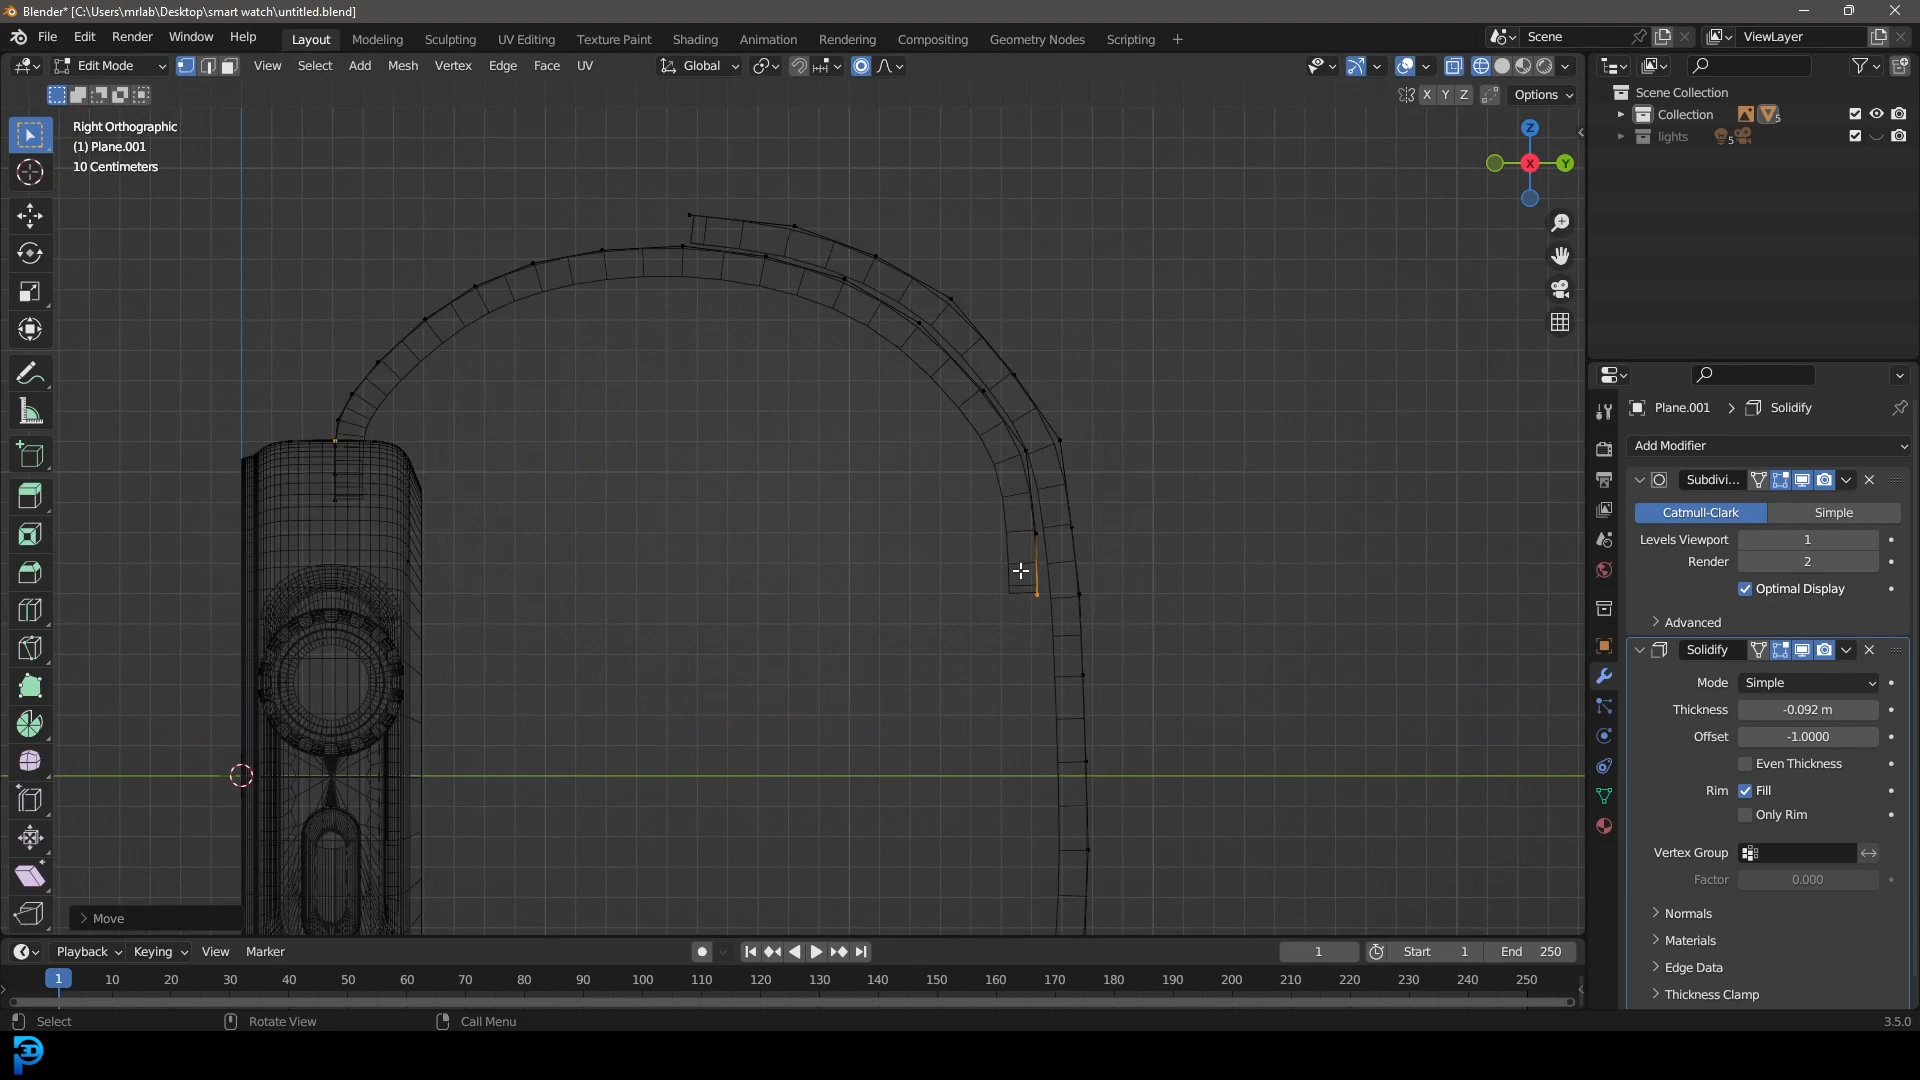 Blender* [C:\Users\mrlab\Desktop\smart watch\untitled.blend]
File Edit Render Window Help Layout Modeling Sculpting UV Editing Texture Paint Shading Animation Rendering Compositing Geometry Nodes Scripting + Scene ViewLayer
Edit Mode View Select Add Mesh Vertex Edge Face UV Global
X Y Z Options
Right Orthographic
(1) Plane.001
10 Centimeters
Z
X Y
Move
Scene Collection
Collection 5
lights 5
Plane.001 > Solidify
Add Modifier
Subdivi...
Catmull-Clark Simple
Levels Viewport 1
Render 2
Optimal Display
Advanced
Solidify
Mode Simple
Thickness -0.092 m
Offset -1.0000
Even Thickness
Rim Fill
Only Rim
Vertex Group
Factor 0.000
Normals
Materials
Edge Data
Thickness Clamp
Playback Keying View Marker 1 Start 1 End 250
1 10 20 30 40 50 60 70 80 90 100 110 120 130 140 150 160 170 180 190 200 210 220 230 240 250
Select Rotate View Call Menu 3.5.0
3D